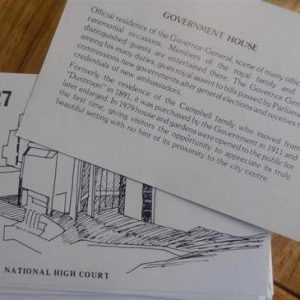 GOVERNMENT HOUSE
Official residence of the Governor-General, scene of many official
ceremonial occasions. Members of the royal family and
distinguished guests are entertained there. The Governor-General
among his many duties, gives royal assent to bills passed by Parliament
commissions new governments after general elections and receives
credentials of new ambassadors.
Formerly the residence of the Campbell family who moved from
"Duntroon" in 1891, it was purchased by the Government in 1911 and
later enlarged. In 1979 house and gardens were opened to the public for
the first time, giving visitors the opportunity to appreciate its truly
beautiful setting with no hint of its proximity to the city centre.
27
NATIONAL HIGH COURT